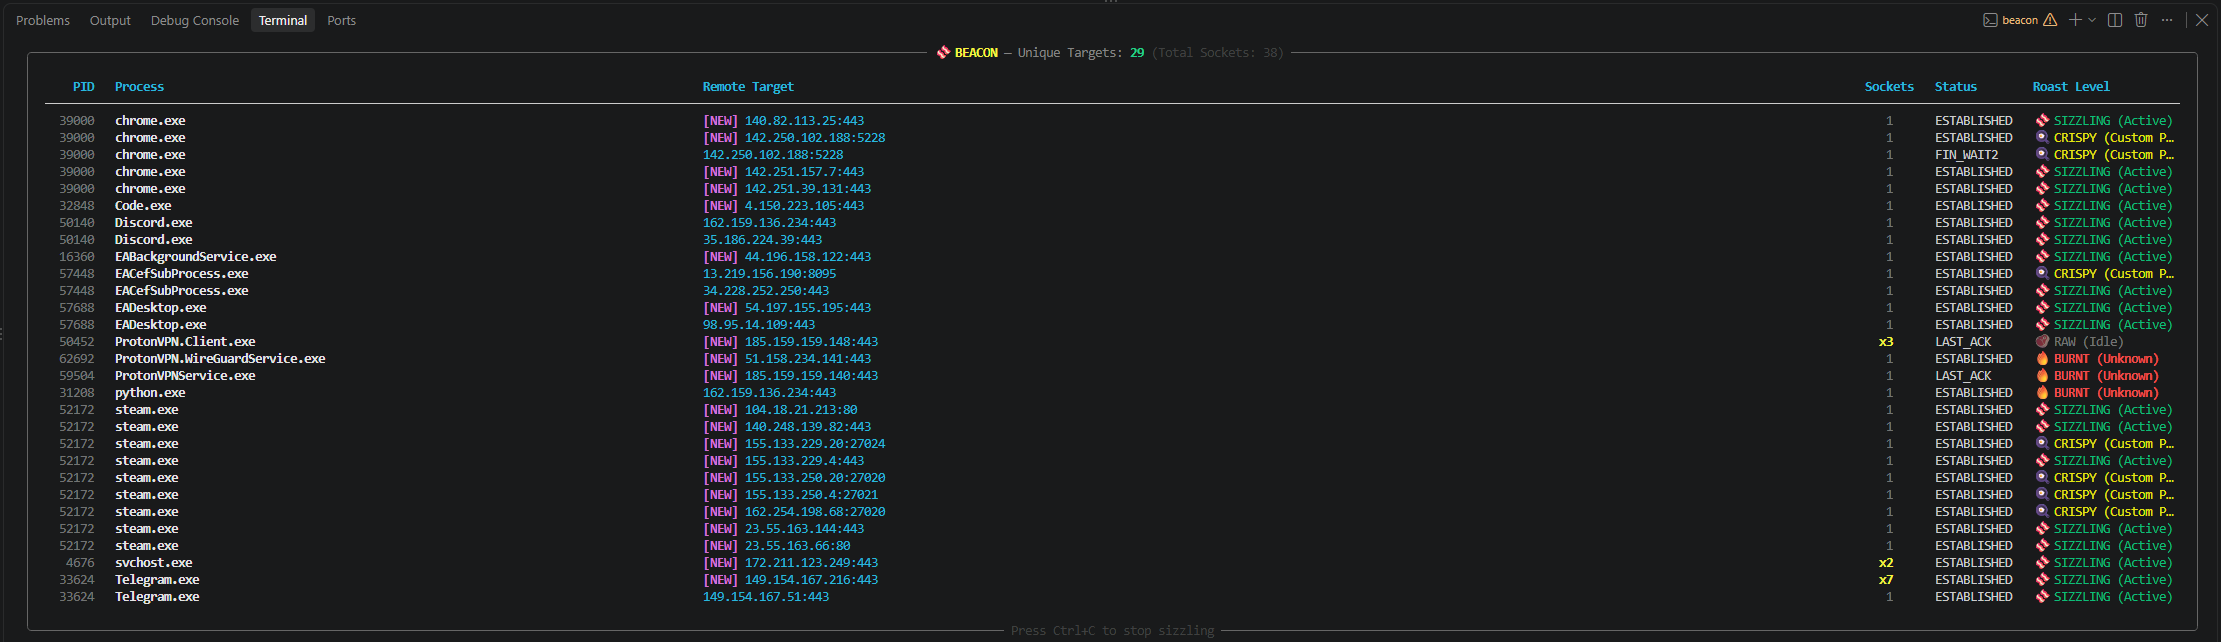 Problems Output Debug Console Terminal Ports beacon
BEACON — Unique Targets: 29 (Total Sockets: 38)
PID Process Remote Target Sockets Status Roast Level
39000 chrome.exe [NEW] 140.82.113.25:443 1 ESTABLISHED SIZZLING (Active)
39000 chrome.exe [NEW] 142.250.102.188:5228 1 ESTABLISHED CRISPY (Custom P…
39000 chrome.exe 142.250.102.188:5228 1 FIN_WAIT2 CRISPY (Custom P…
39000 chrome.exe [NEW] 142.251.157.7:443 1 ESTABLISHED SIZZLING (Active)
39000 chrome.exe [NEW] 142.251.39.131:443 1 ESTABLISHED SIZZLING (Active)
32848 Code.exe [NEW] 4.150.223.105:443 1 ESTABLISHED SIZZLING (Active)
50140 Discord.exe 162.159.136.234:443 1 ESTABLISHED SIZZLING (Active)
50140 Discord.exe 35.186.224.39:443 1 ESTABLISHED SIZZLING (Active)
16360 EABackgroundService.exe [NEW] 44.196.158.122:443 1 ESTABLISHED SIZZLING (Active)
57448 EACefSubProcess.exe 13.219.156.190:8095 1 ESTABLISHED CRISPY (Custom P…
57448 EACefSubProcess.exe 34.228.252.250:443 1 ESTABLISHED SIZZLING (Active)
57688 EADesktop.exe [NEW] 54.197.155.195:443 1 ESTABLISHED SIZZLING (Active)
57688 EADesktop.exe 98.95.14.109:443 1 ESTABLISHED SIZZLING (Active)
50452 ProtonVPN.Client.exe [NEW] 185.159.159.148:443 x3 LAST_ACK RAW (Idle)
62692 ProtonVPN.WireGuardService.exe [NEW] 51.158.234.141:443 1 ESTABLISHED BURNT (Unknown)
59504 ProtonVPNService.exe [NEW] 185.159.159.140:443 1 LAST_ACK BURNT (Unknown)
31208 python.exe 162.159.136.234:443 1 ESTABLISHED BURNT (Unknown)
52172 steam.exe [NEW] 104.18.21.213:80 1 ESTABLISHED SIZZLING (Active)
52172 steam.exe [NEW] 140.248.139.82:443 1 ESTABLISHED SIZZLING (Active)
52172 steam.exe [NEW] 155.133.229.20:27024 1 ESTABLISHED CRISPY (Custom P…
52172 steam.exe [NEW] 155.133.229.4:443 1 ESTABLISHED SIZZLING (Active)
52172 steam.exe [NEW] 155.133.250.20:27020 1 ESTABLISHED CRISPY (Custom P…
52172 steam.exe [NEW] 155.133.250.4:27021 1 ESTABLISHED CRISPY (Custom P…
52172 steam.exe [NEW] 162.254.198.68:27020 1 ESTABLISHED CRISPY (Custom P…
52172 steam.exe [NEW] 23.55.163.144:443 1 ESTABLISHED SIZZLING (Active)
52172 steam.exe [NEW] 23.55.163.66:80 1 ESTABLISHED SIZZLING (Active)
4676 svchost.exe [NEW] 172.211.123.249:443 x2 ESTABLISHED SIZZLING (Active)
33624 Telegram.exe [NEW] 149.154.167.216:443 x7 ESTABLISHED SIZZLING (Active)
33624 Telegram.exe 149.154.167.51:443 1 ESTABLISHED SIZZLING (Active)
Press Ctrl+C to stop sizzling